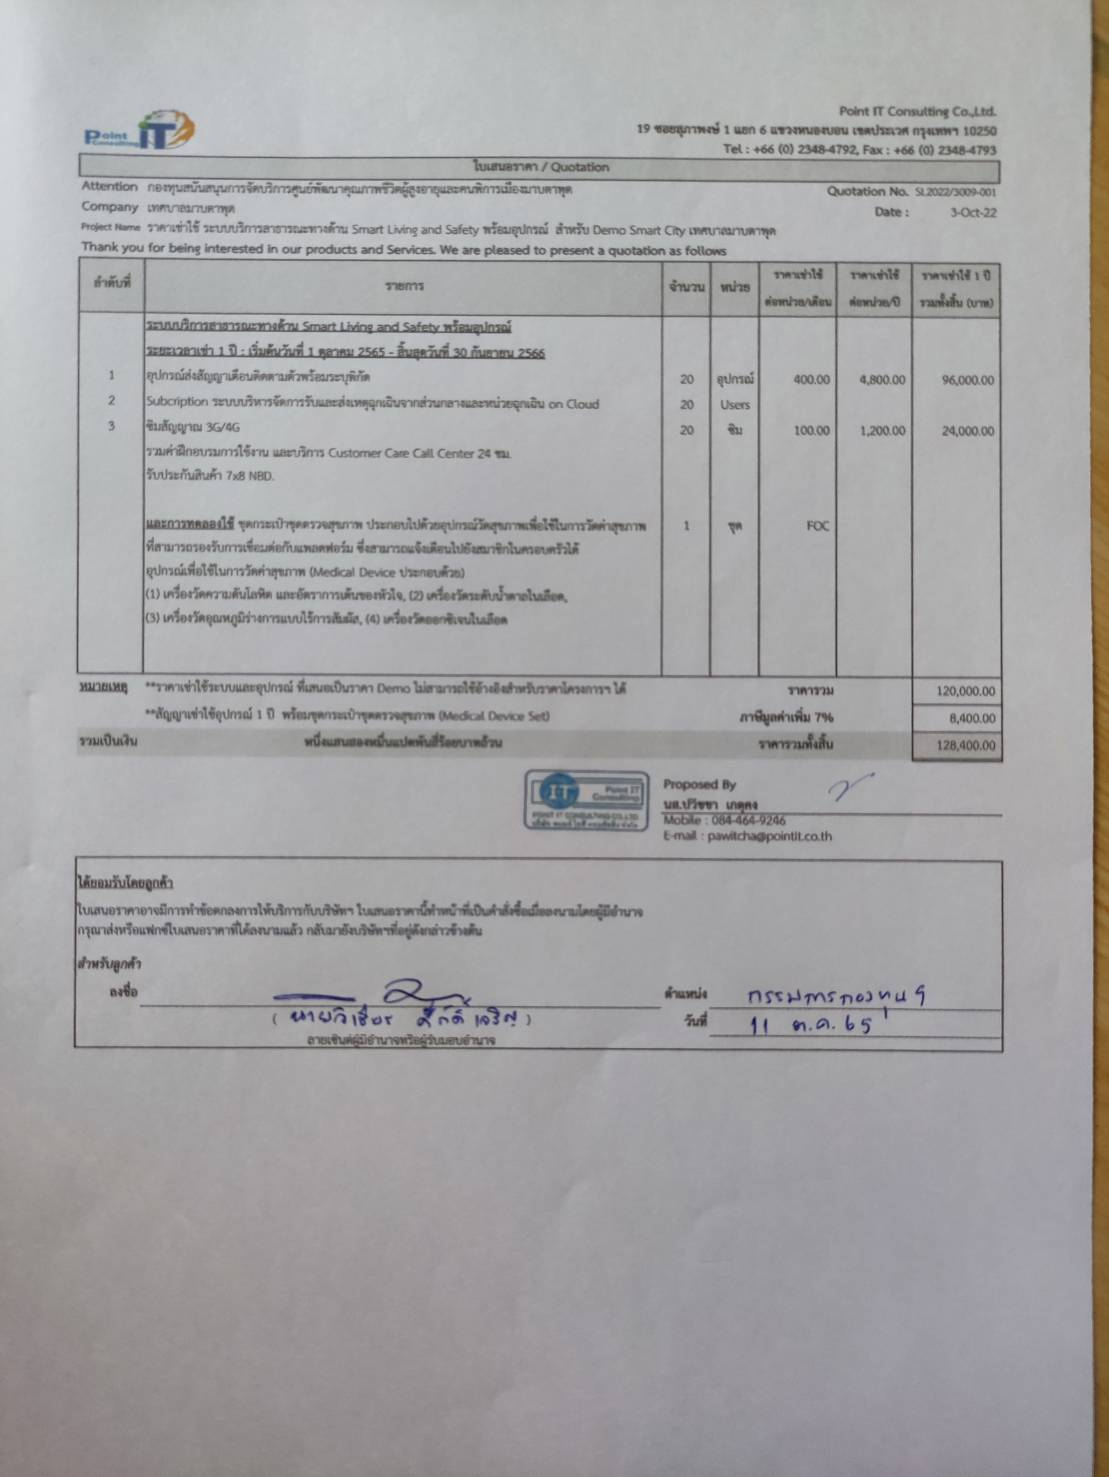 Point IT Consulting
Point IT Consulting Co.,Ltd.
19 ซอยสุภาพงษ์ 1 แยก 6 แขวงหนองบอน เขตประเวศ กรุงเทพฯ 10250
Tel : +66 (0) 2348-4792, Fax : +66 (0) 2348-4793
ใบเสนอราคา / Quotation
Attention กองทุนสนับสนุนการจัดบริการศูนย์พัฒนาคุณภาพชีวิตผู้สูงอายุและคนพิการเมืองมาบตาพุด Quotation No. SI.2022/3009-001
Company เทศบาลมาบตาพุด Date : 3-Oct-22
Project Name ราคาเช่าใช้ ระบบบริการสาธารณะทางด้าน Smart Living and Safety พร้อมอุปกรณ์ สำหรับ Demo Smart City เทศบาลมาบตาพุด
Thank you for being interested in our products and Services. We are pleased to present a quotation as follows
ลำดับที่ รายการ จำนวน หน่วย ราคาเช่าใช้ ต่อหน่วย/เดือน ราคาเช่าใช้ ต่อหน่วย/ปี ราคาเช่าใช้ 1 ปี รวมทั้งสิ้น (บาท)
ระบบบริการสาธารณะทางด้าน Smart Living and Safety พร้อมอุปกรณ์
ระยะเวลาเช่า 1 ปี : เริ่มต้นวันที่ 1 ตุลาคม 2565 - สิ้นสุดวันที่ 30 กันยายน 2566
1 อุปกรณ์ส่งสัญญาเตือนติดตามตัวพร้อมระบุพิกัด 20 อุปกรณ์ 400.00 4,800.00 96,000.00
2 Subcription ระบบบริหารจัดการรับและส่งเหตุฉุกเฉินจากส่วนกลางและหน่วยฉุกเฉิน on Cloud 20 Users
3 ซิมสัญญาณ 3G/4G 20 ซิม 100.00 1,200.00 24,000.00
รวมค่าฝึกอบรมการใช้งาน และบริการ Customer Care Call Center 24 ชม.
รับประกันสินค้า 7x8 NBD.
และการทดลองใช้ ชุดกระเป๋าชุดตรวจสุขภาพ ประกอบไปด้วยอุปกรณ์วัดสุขภาพเพื่อใช้ในการวัดค่าสุขภาพ 1 ชุด FOC
ที่สามารถรองรับการเชื่อมต่อกับแพลตฟอร์ม ซึ่งสามารถแจ้งเตือนไปยังสมาชิกในครอบครัวได้
อุปกรณ์เพื่อใช้ในการวัดค่าสุขภาพ (Medical Device ประกอบด้วย)
(1) เครื่องวัดความดันโลหิต และอัตราการเต้นของหัวใจ, (2) เครื่องวัดระดับน้ำตาลในเลือด,
(3) เครื่องวัดอุณหภูมิร่างการแบบไร้การสัมผัส, (4) เครื่องวัดออกซิเจนในเลือด
หมายเหตุ **ราคาเช่าใช้ระบบและอุปกรณ์ ที่เสนอเป็นราคา Demo ไม่สามารถใช้อ้างอิงสำหรับราคาโครงการฯ ได้ ราคารวม 120,000.00
**สัญญาเช่าใช้อุปกรณ์ 1 ปี พร้อมชุดกระเป๋าชุดตรวจสุขภาพ (Medical Device Set) ภาษีมูลค่าเพิ่ม 7% 8,400.00
รวมเป็นเงิน หนึ่งแสนสองหมื่นแปดพันสี่ร้อยบาทถ้วน ราคารวมทั้งสิ้น 128,400.00
IT Point IT Consulting
POINT IT CONSULTING CO.,LTD.
Proposed By
นส.ปวิชชา เกตุคง
Mobile : 084-464-9246
E-mail : pawitcha@pointit.co.th
ได้ยอมรับโดยลูกค้า
ใบเสนอราคาอาจมีการทำข้อตกลงการให้บริการกับบริษัทฯ ใบเสนอราคานี้ทำหน้าที่เป็นคำสั่งซื้อเมื่อลงนามโดยผู้มีอำนาจ
กรุณาส่งหรือแฟกซ์ใบเสนอราคาที่ได้ลงนามแล้ว กลับมายังบริษัทฯที่อยู่ดังกล่าวข้างต้น
สำหรับลูกค้า
ลงชื่อ ตำแหน่ง กรรมการกองทุนฯ
(นายวิเชียร ศักดิ์เจริญ) วันที่ 11 ต.ค. 65
ลายเซ็นต์ผู้มีอำนาจหรือผู้รับมอบอำนาจ